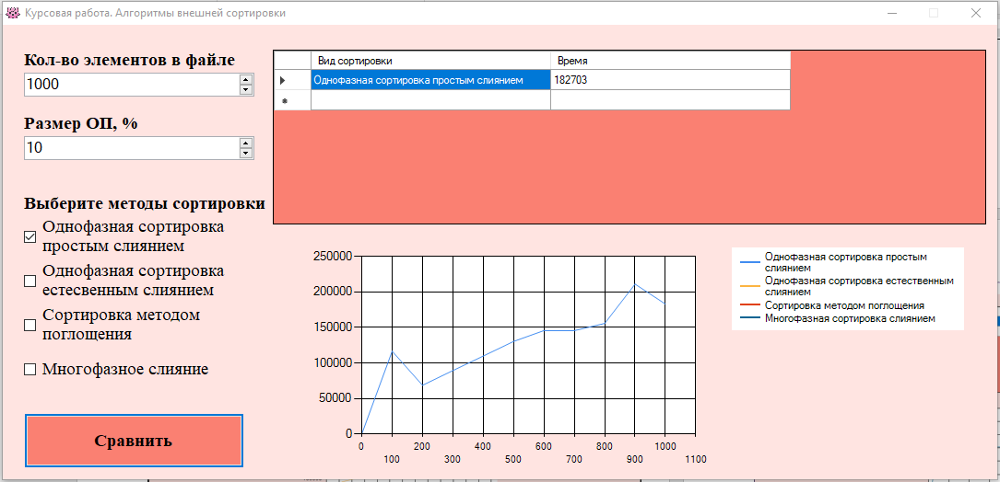 Курсовая работа. Алгоритмы внешней сортировки
Кол-во элементов в файле
1000
Размер ОП, %
10
Выберите методы сортировки
Однофазная сортировка
простым слиянием
Однофазная сортировка
естесвенным слиянием
Сортировка методом
поглощения
Многофазное слияние
Сравнить
Вид сортировки Время
Однофазная сортировка простым слиянием 182703
250000
200000
150000
100000
50000
0
0 200 400 600 800 1000
100 300 500 700 900 1100
Однофазная сортировка простым
слиянием
Однофазная сортировка естественным
слиянием
Сортировка методом поглощения
Многофазная сортировка слиянием